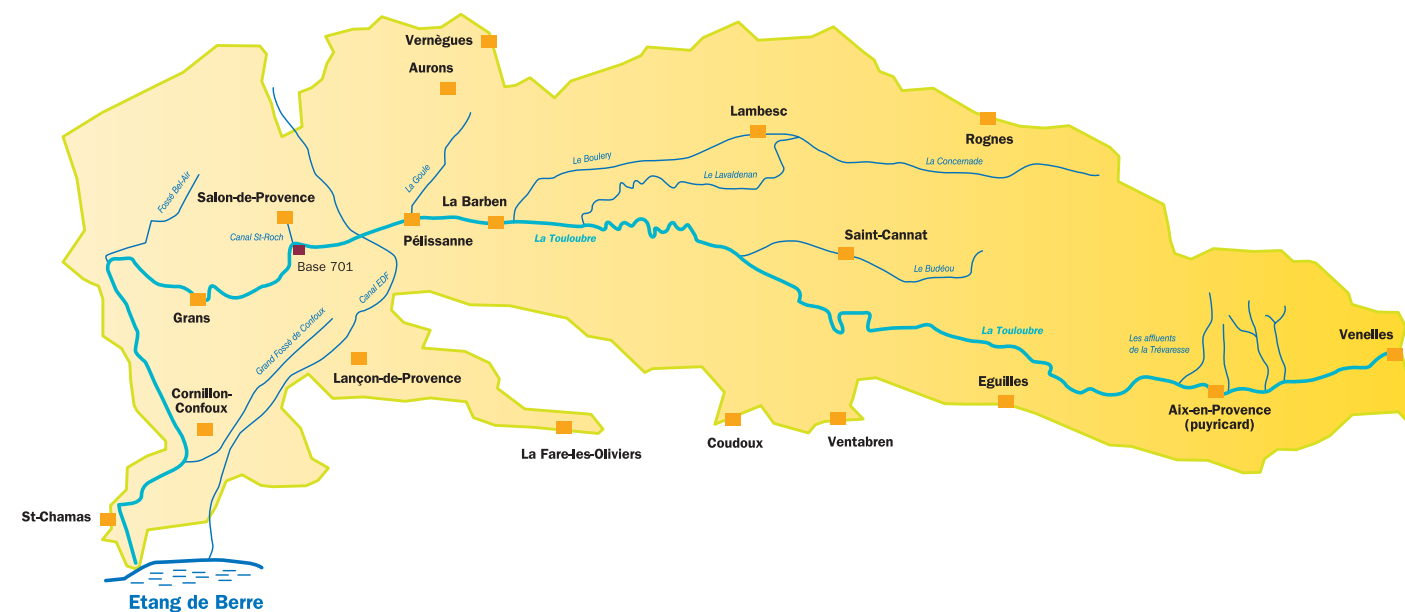 Vernègues
Aurons
Lambesc
Rognes
Le Boulery
La Concernade
Le Lavaldenan
La Goule
Fossé Bel-Air
Salon-de-Provence
La Barben
Canal St-Roch
Pélissanne
La Touloubre
Saint-Cannat
Base 701
Le Budéou
Canal EDF
Grans
Grand Fossé de Confoux
La Touloubre
Les affluents
de la Trévaresse
Venelles
Lançon-de-Provence
Eguilles
Cornillon-
Confoux
Aix-en-Provence
(puyricard)
Coudoux
Ventabren
La Fare-les-Oliviers
St-Chamas
Etang de Berre